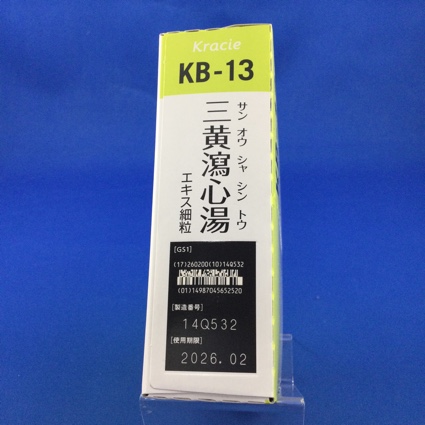 Kracie
KB-13
三黄瀉心湯
サン オウ シャ シン トウ
エキス細粒
[GS1]
(17)260200(10)14Q532
(01)14987045652520
[製造番号]
14Q532
[使用期限]
2026.02